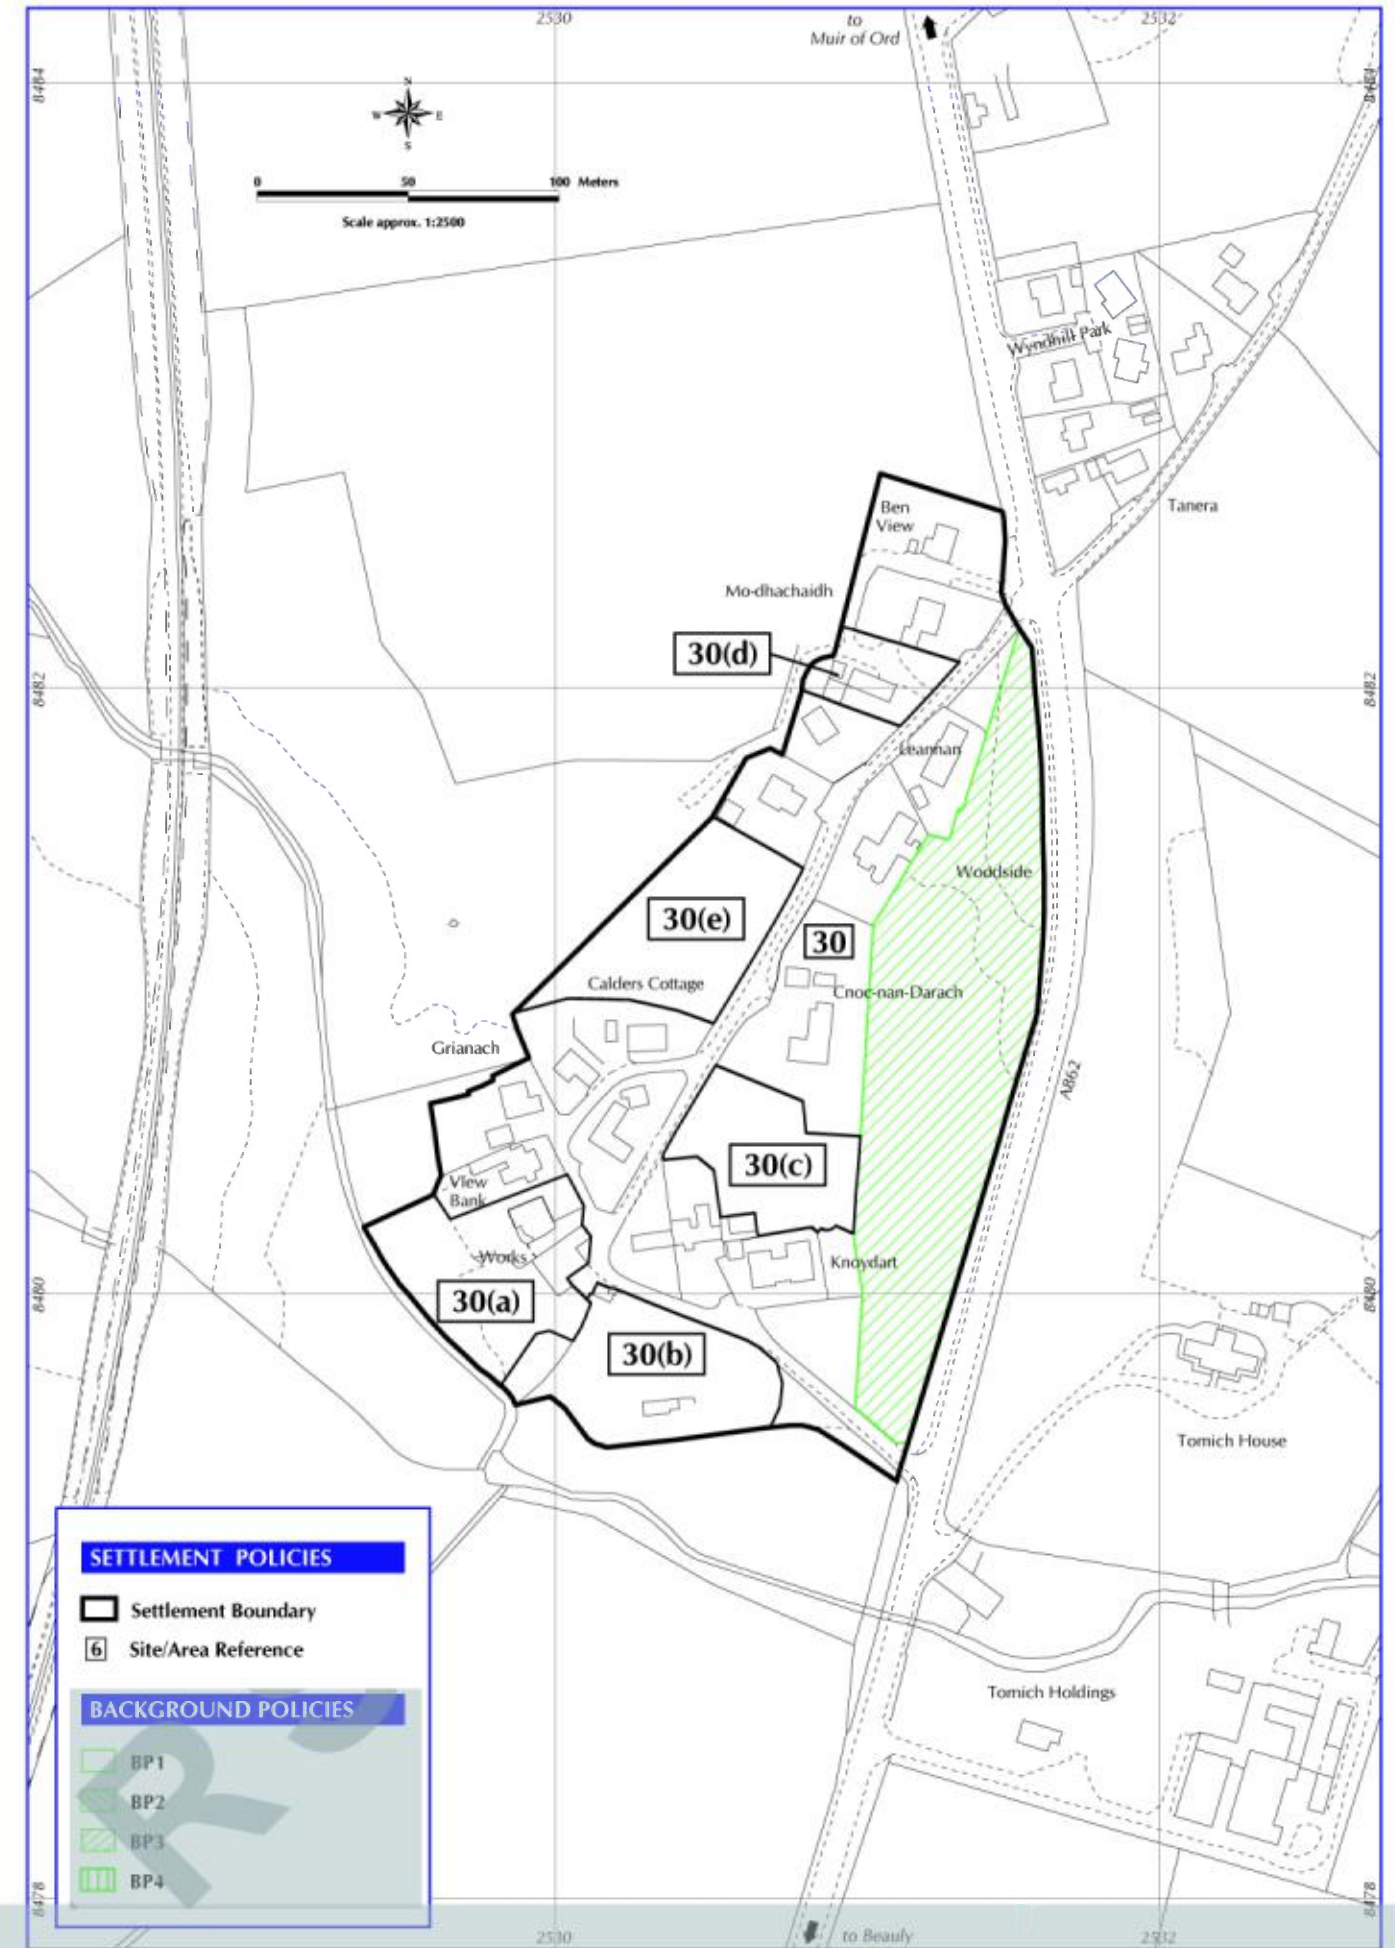 2530
to
2532
Muir of Ord
8484
8484
N
W E
S
0 50 100 Meters
Scale approx. 1:2500
Wyndhill Park
Tanera
Ben
View
Mo-dhachaidh
30(d)
8482
8482
Leannan
Woodside
30(e)
30
Calders Cottage
Cnoc-nan-Darach
Grianach
A862
30(c)
View
Bank
Works
Knoydart
30(a)
8480
8480
30(b)
Tomich House
SETTLEMENT POLICIES
Settlement Boundary
6 Site/Area Reference
Tomich Holdings
BACKGROUND POLICIES
BP1
BP2
BP3
BP4
8478
8478
2530
to Beauly
2532